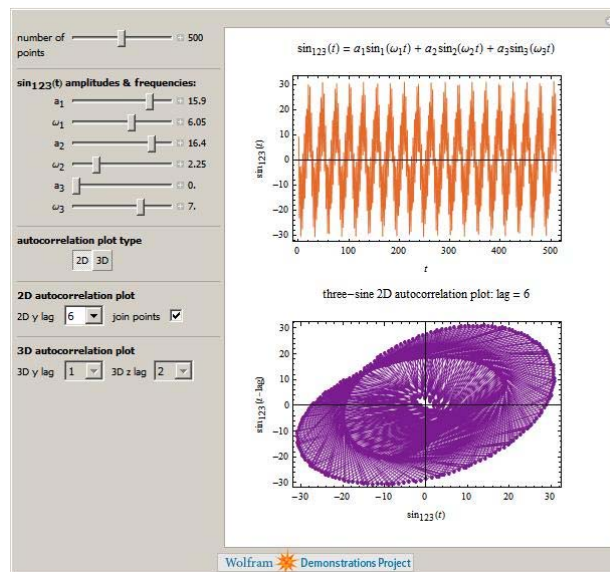 number of points 500
sin123(t) amplitudes & frequencies:
a1 15.9
ω1 6.05
a2 16.4
ω2 2.25
a3 0.
ω3 7.
autocorrelation plot type
2D 3D
2D autocorrelation plot
2D y lag 6 join points
3D autocorrelation plot
3D y lag 1 3D z lag 2
sin123(t) = a1sin1(ω1t) + a2sin2(ω2t) + a3sin3(ω3t)
sin123(t)
30
20
10
0
−10
−20
−30
0 100 200 300 400 500
t
three−sine 2D autocorrelation plot: lag = 6
sin123(t−lag)
30
20
10
0
−10
−20
−30
−30 −20 −10 0 10 20 30
sin123(t)
Wolfram Demonstrations Project